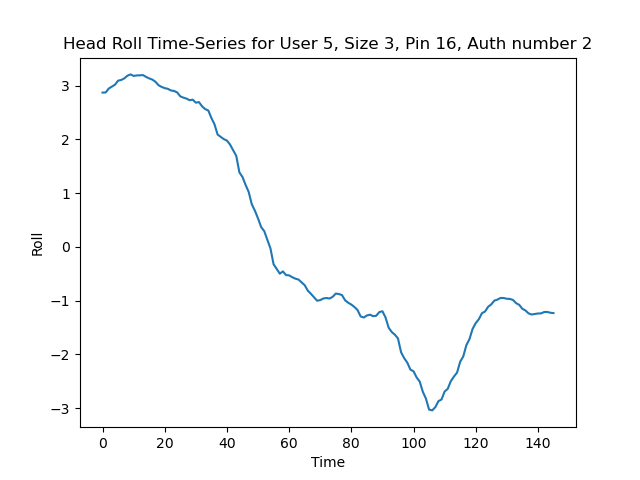 Head Roll Time-Series for User 5, Size 3, Pin 16, Auth number 2
3
2
1
0
−1
−2
−3
Roll
0 20 40 60 80 100 120 140
Time